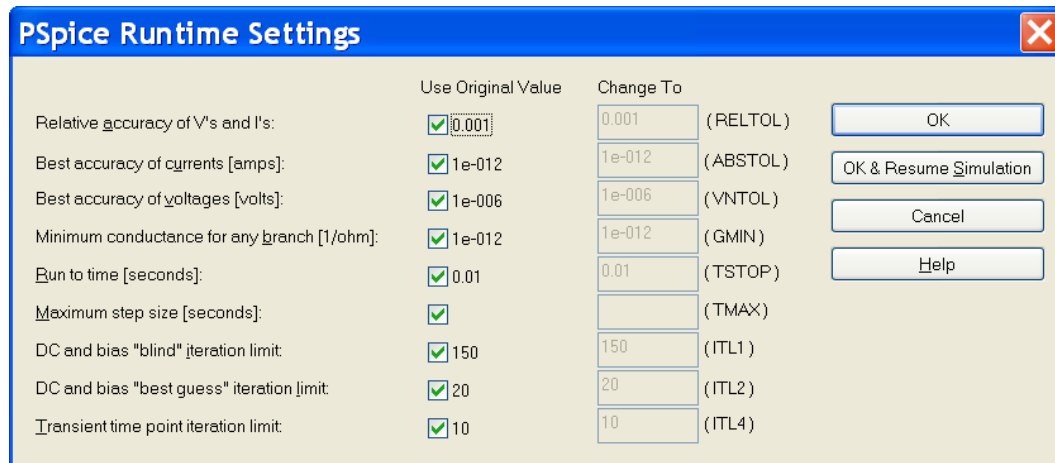 PSpice Runtime Settings
Use Original Value Change To
Relative accuracy of V's and I's: 0.001 0.001 (RELTOL) OK
Best accuracy of currents [amps]: 1e-012 1e-012 (ABSTOL) OK & Resume Simulation
Best accuracy of voltages [volts]: 1e-006 1e-006 (VNTOL) Cancel
Minimum conductance for any branch [1/ohm]: 1e-012 1e-012 (GMIN)
Run to time [seconds]: 0.01 0.01 (TSTOP) Help
Maximum step size [seconds]: (TMAX)
DC and bias "blind" iteration limit: 150 150 (ITL1)
DC and bias "best guess" iteration limit: 20 20 (ITL2)
Transient time point iteration limit: 10 10 (ITL4)